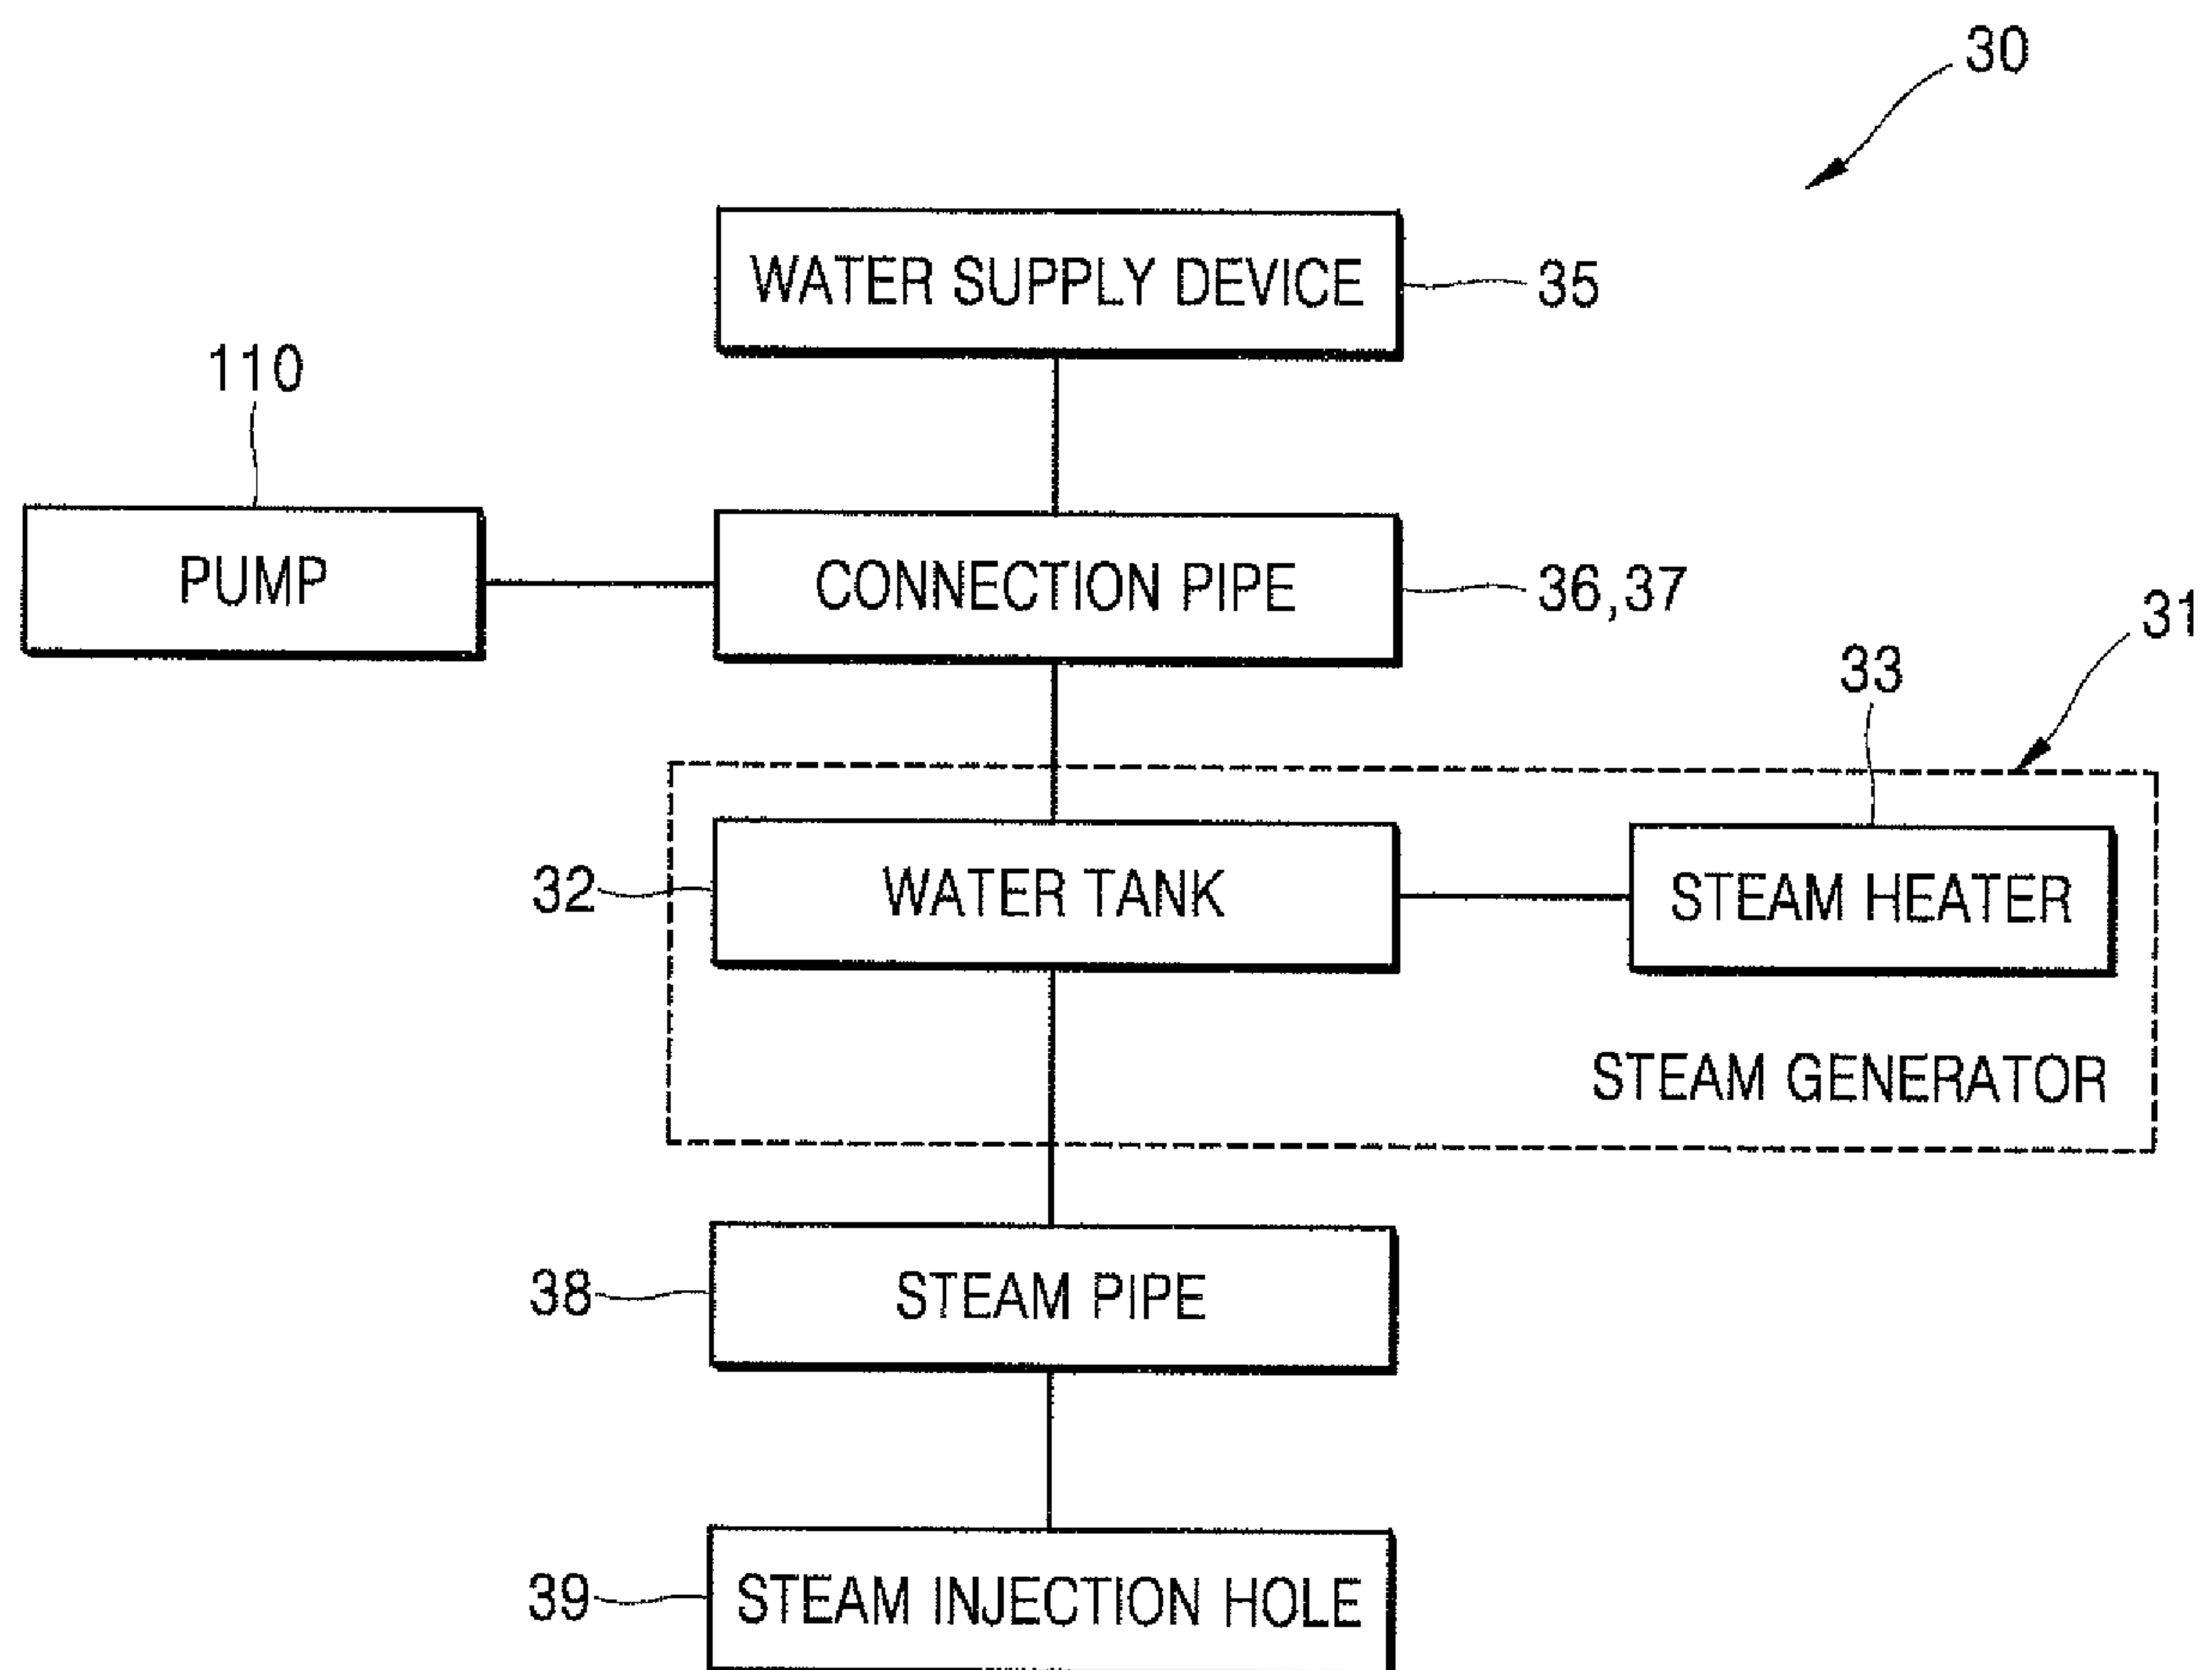 30
WATER SUPPLY DEVICE
35
110
PUMP
CONNECTION PIPE
36,37
31
33
32
WATER TANK
STEAM HEATER
STEAM GENERATOR
38
STEAM PIPE
39
STEAM INJECTION HOLE